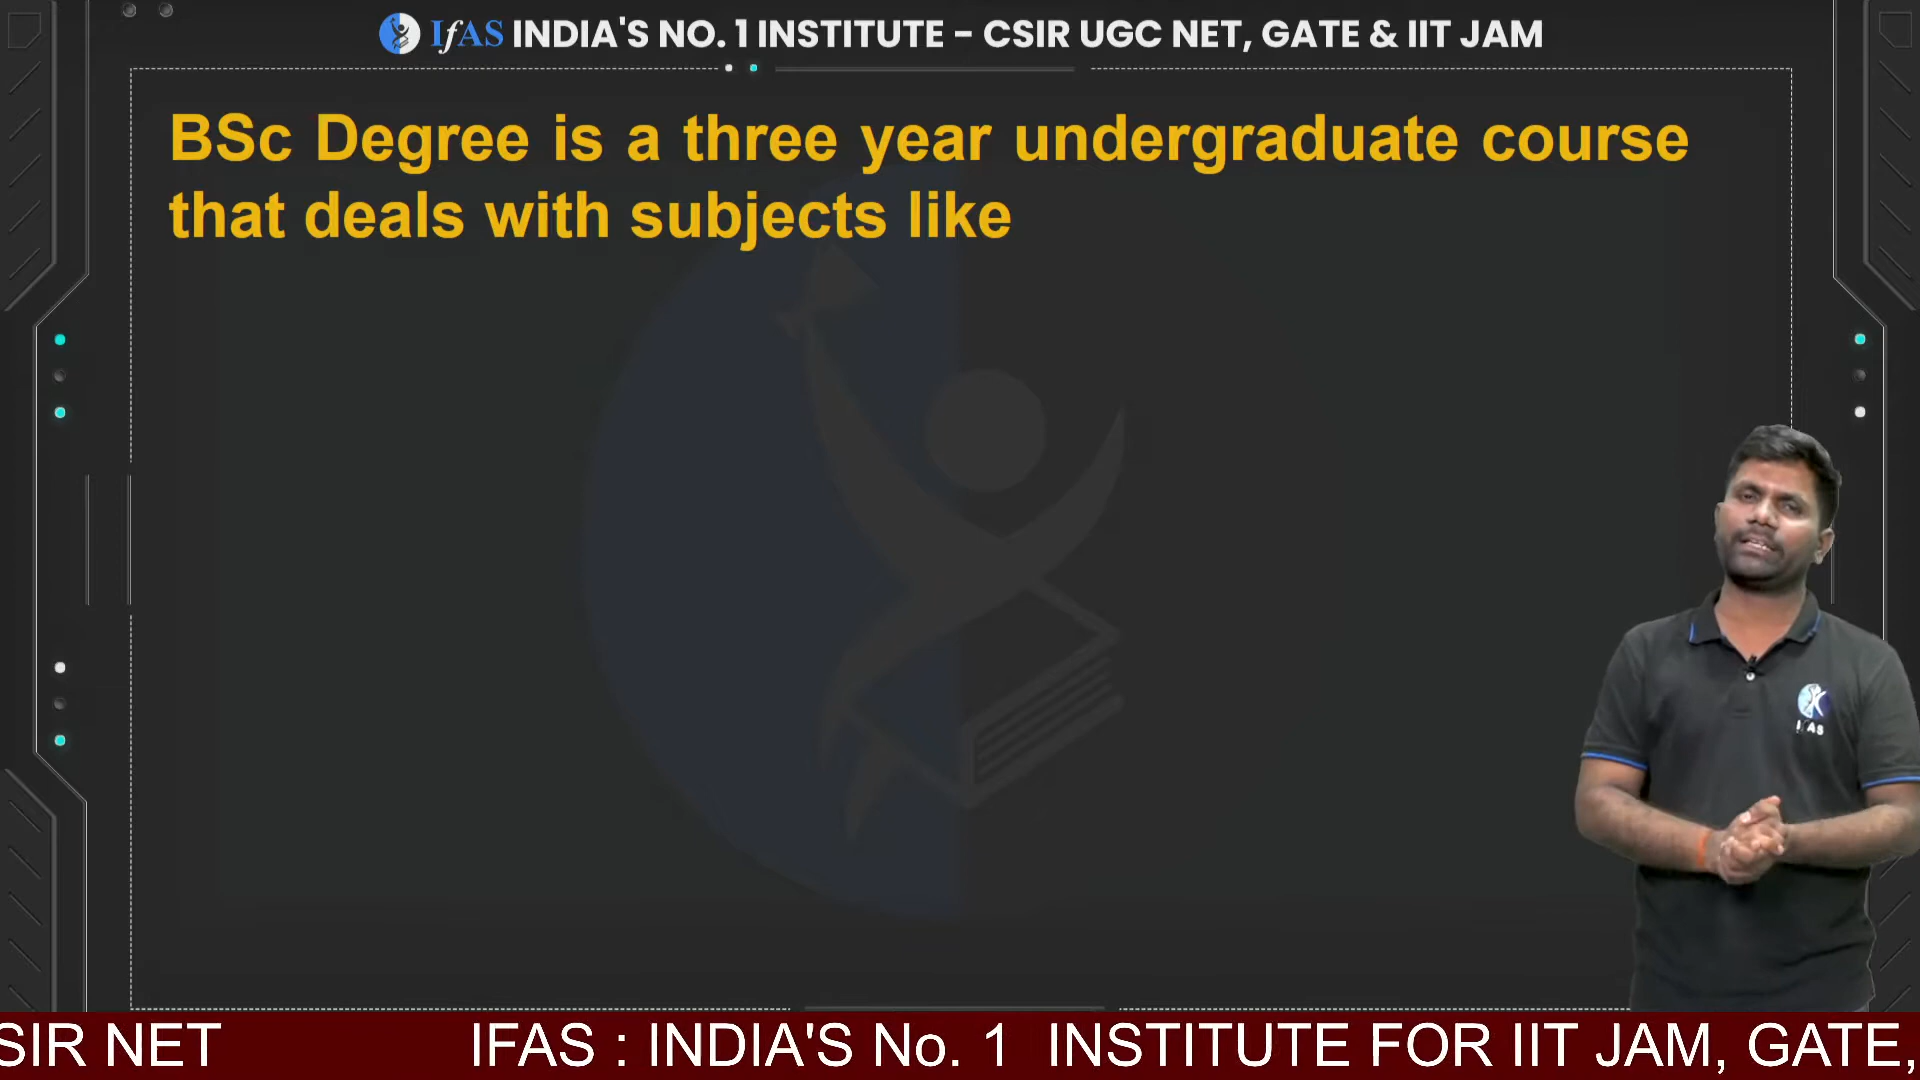 IfAS INDIA'S NO. 1 INSTITUTE – CSIR UGC NET, GATE & IIT JAM
BSc Degree is a three year undergraduate course
that deals with subjects like
IFAS
SIR NET IFAS : INDIA'S No. 1 INSTITUTE FOR IIT JAM, GATE,